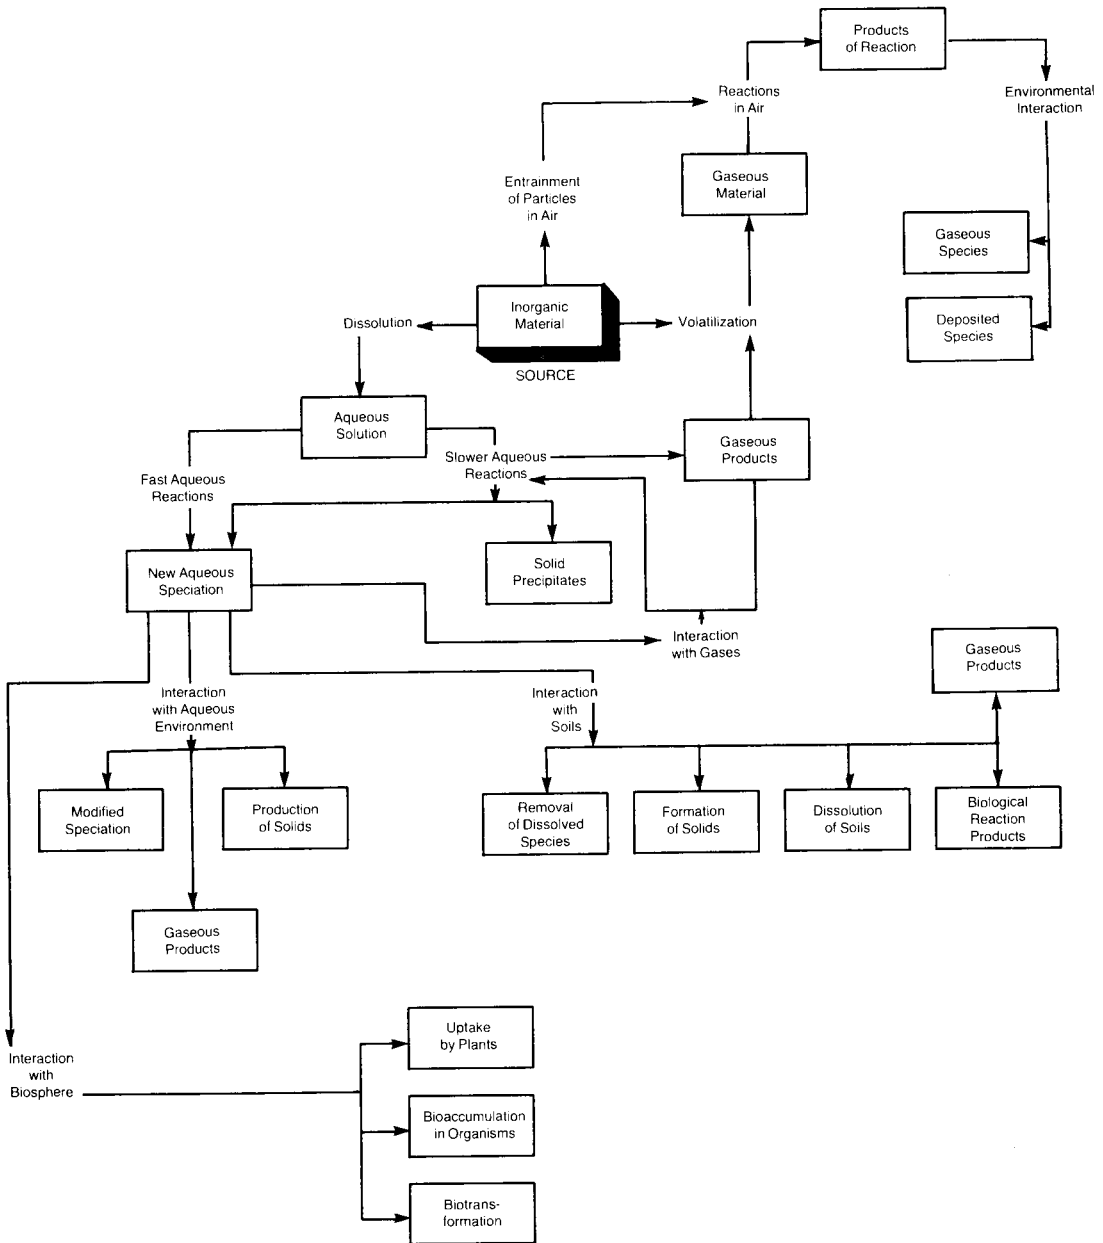 Products
of Reaction
Reactions
in Air
Environmental
Interaction
Entrainment
of Particles
in Air
Gaseous
Material
Gaseous
Species
Inorganic
Material
Dissolution
Volatilization
Deposited
Species
SOURCE
Aqueous
Solution
Slower Aqueous
Reactions
Gaseous
Products
Fast Aqueous
Reactions
New Aqueous
Speciation
Solid
Precipitates
Interaction
with Gases
Gaseous
Products
Interaction
with Aqueous
Environment
Interaction
with
Soils
Modified
Speciation
Production
of Solids
Removal
of Dissolved
Species
Formation
of Solids
Dissolution
of Soils
Biological
Reaction
Products
Gaseous
Products
Uptake
by Plants
Interaction
with
Biosphere
Bioaccumulation
in Organisms
Biotrans-
formation